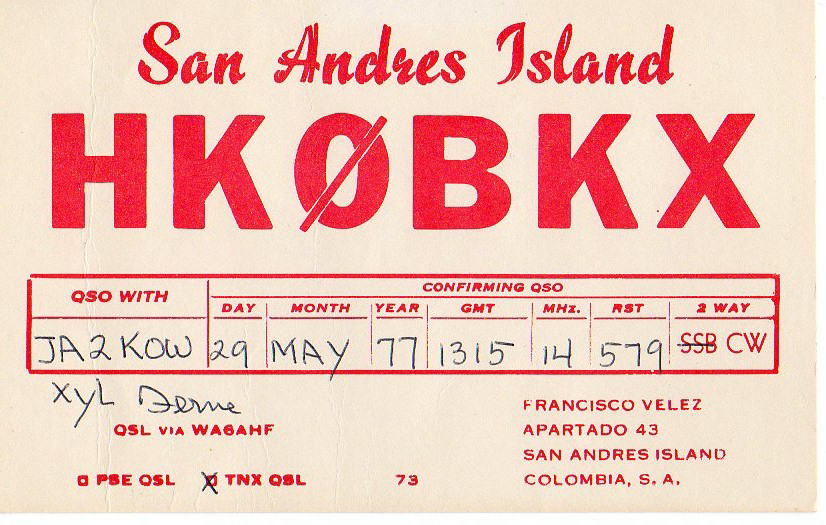 San Andres Island
HKØBKX
QSO WITH
CONFIRMING QSO
DAY MONTH YEAR GMT MHz. RST 2 WAY
JA2KOW 29 MAY 77 1315 14 579 SSB CW
XYL
QSL VIA WA6AHF
PSE QSL X TNX QSL 73
FRANCISCO VELEZ
APARTADO 43
SAN ANDRES ISLAND
COLOMBIA, S. A.